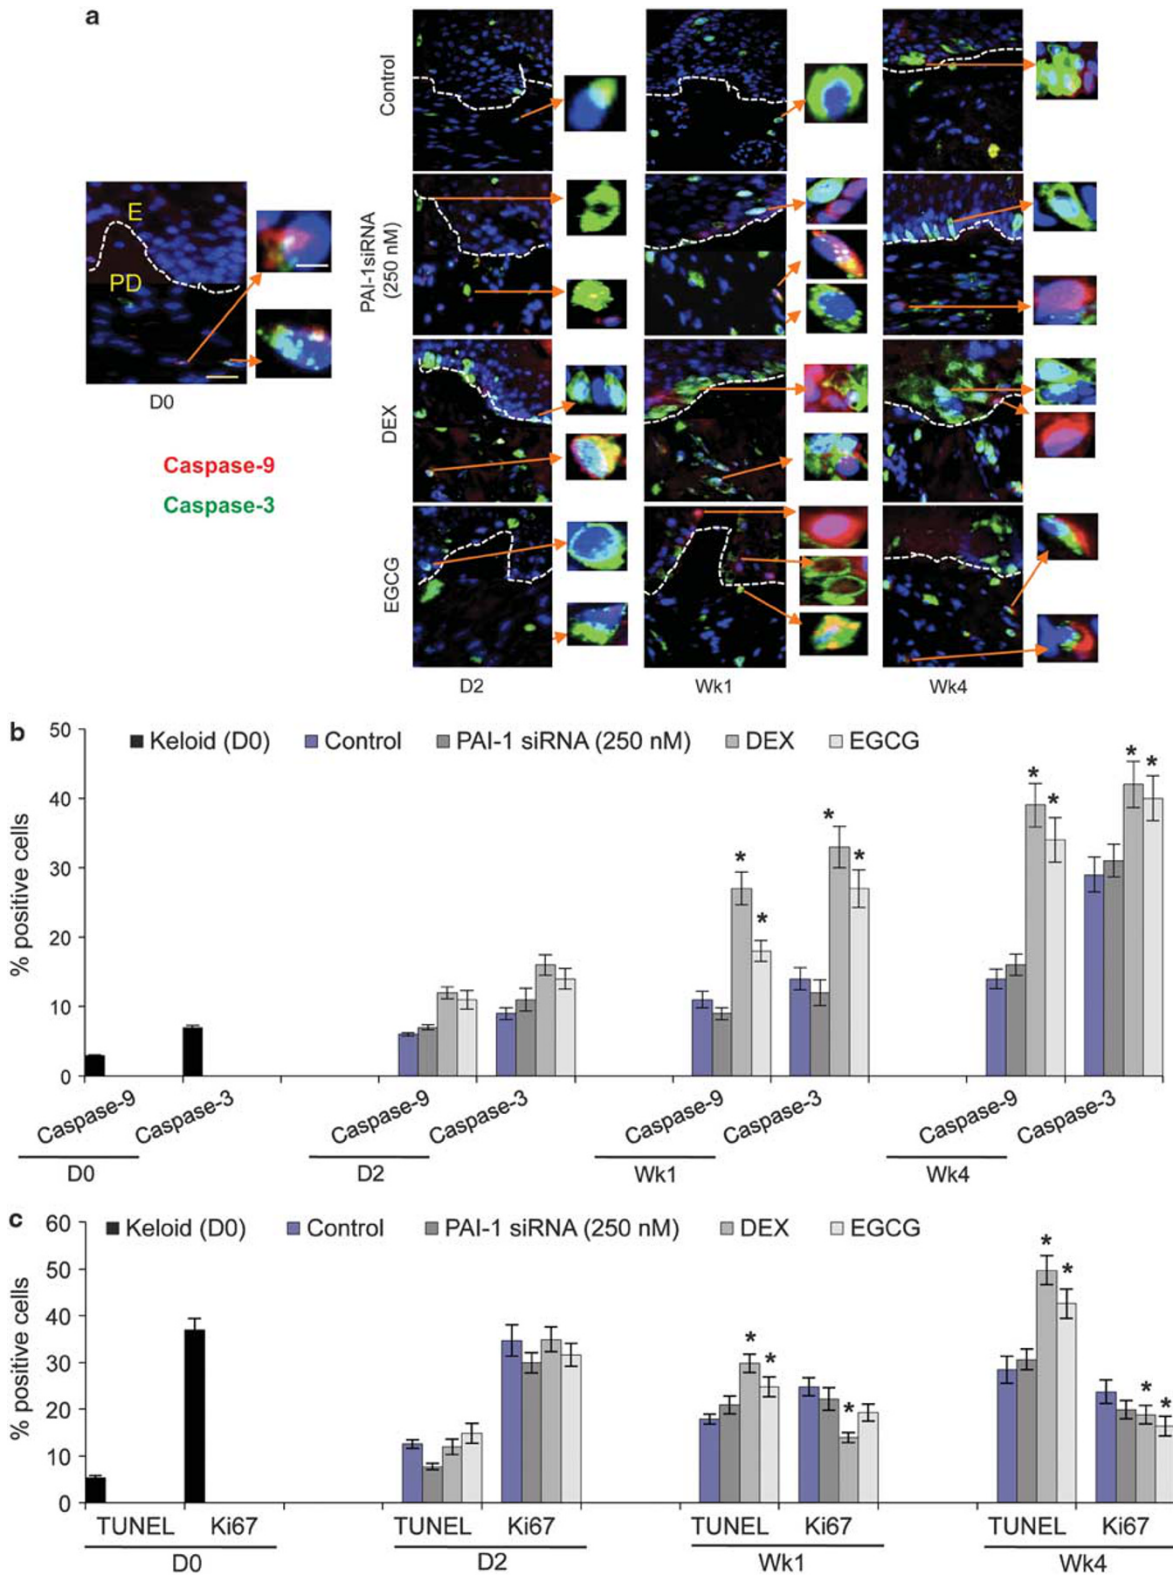 a
Control
E
PD
D0
PAI-1siRNA
(250 nM)
DEX
Caspase-9
Caspase-3
EGCG
D2 Wk1 Wk4
b
Keloid (D0) Control PAI-1 siRNA (250 nM) DEX EGCG
% positive cells
50
40
30
20
10
0
* * * * * * * *
Caspase-9 Caspase-3 Caspase-9 Caspase-3 Caspase-9 Caspase-3 Caspase-9 Caspase-3
D0 D2 Wk1 Wk4
c
Keloid (D0) Control PAI-1 siRNA (250 nM) DEX EGCG
% positive cells
60
50
40
30
20
10
0
* * * * * * *
TUNEL Ki67 TUNEL Ki67 TUNEL Ki67 TUNEL Ki67
D0 D2 Wk1 Wk4